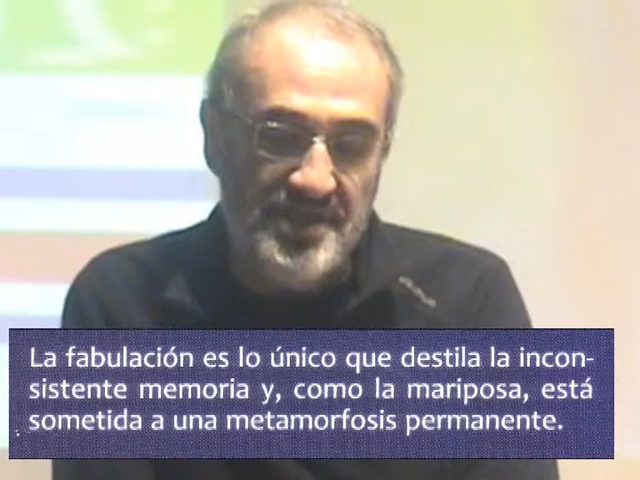 La fabulación es lo único que destila la incon-
sistente memoria y, como la mariposa, está
sometida a una metamorfosis permanente.